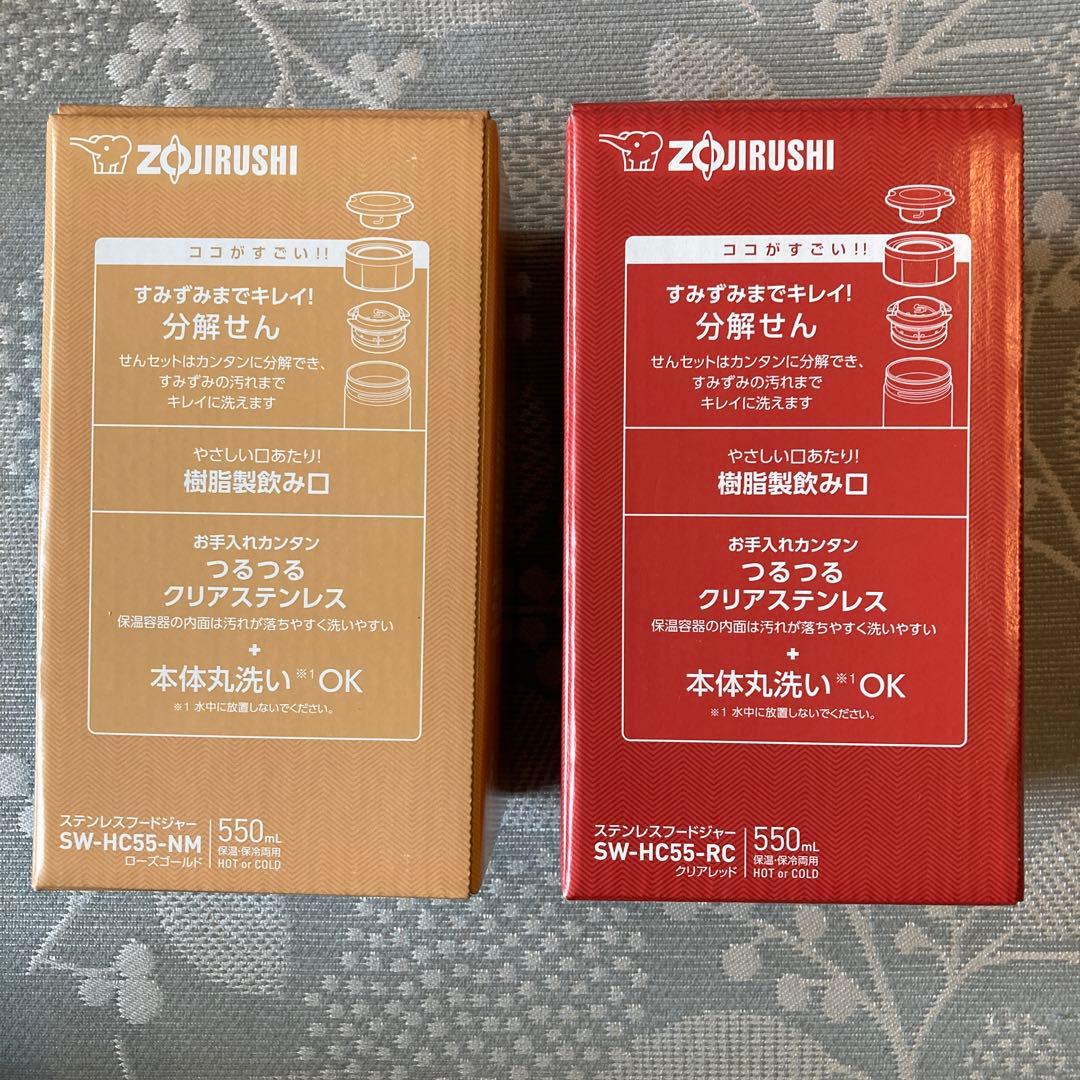 ZOJIRUSHI
ココがすごい!!
すみずみまでキレイ!
分解せん
せんセットはカンタンに分解でき、
すみずみの汚れまで
キレイに洗えます
やさしい口あたり!
樹脂製飲み口
お手入れカンタン
つるつる
クリアステンレス
保温容器の内面は汚れが落ちやすく洗いやすい
+
本体丸洗い※1 OK
※1 水中に放置しないでください。
ステンレスフードジャー
SW-HC55-NM
ローズゴールド
550mL
保温・保冷両用
HOT or COLD
ZOJIRUSHI
ココがすごい!!
すみずみまでキレイ!
分解せん
せんセットはカンタンに分解でき、
すみずみの汚れまで
キレイに洗えます
やさしい口あたり!
樹脂製飲み口
お手入れカンタン
つるつる
クリアステンレス
保温容器の内面は汚れが落ちやすく洗いやすい
+
本体丸洗い※1 OK
※1 水中に放置しないでください。
ステンレスフードジャー
SW-HC55-RC
クリアレッド
550mL
保温・保冷両用
HOT or COLD